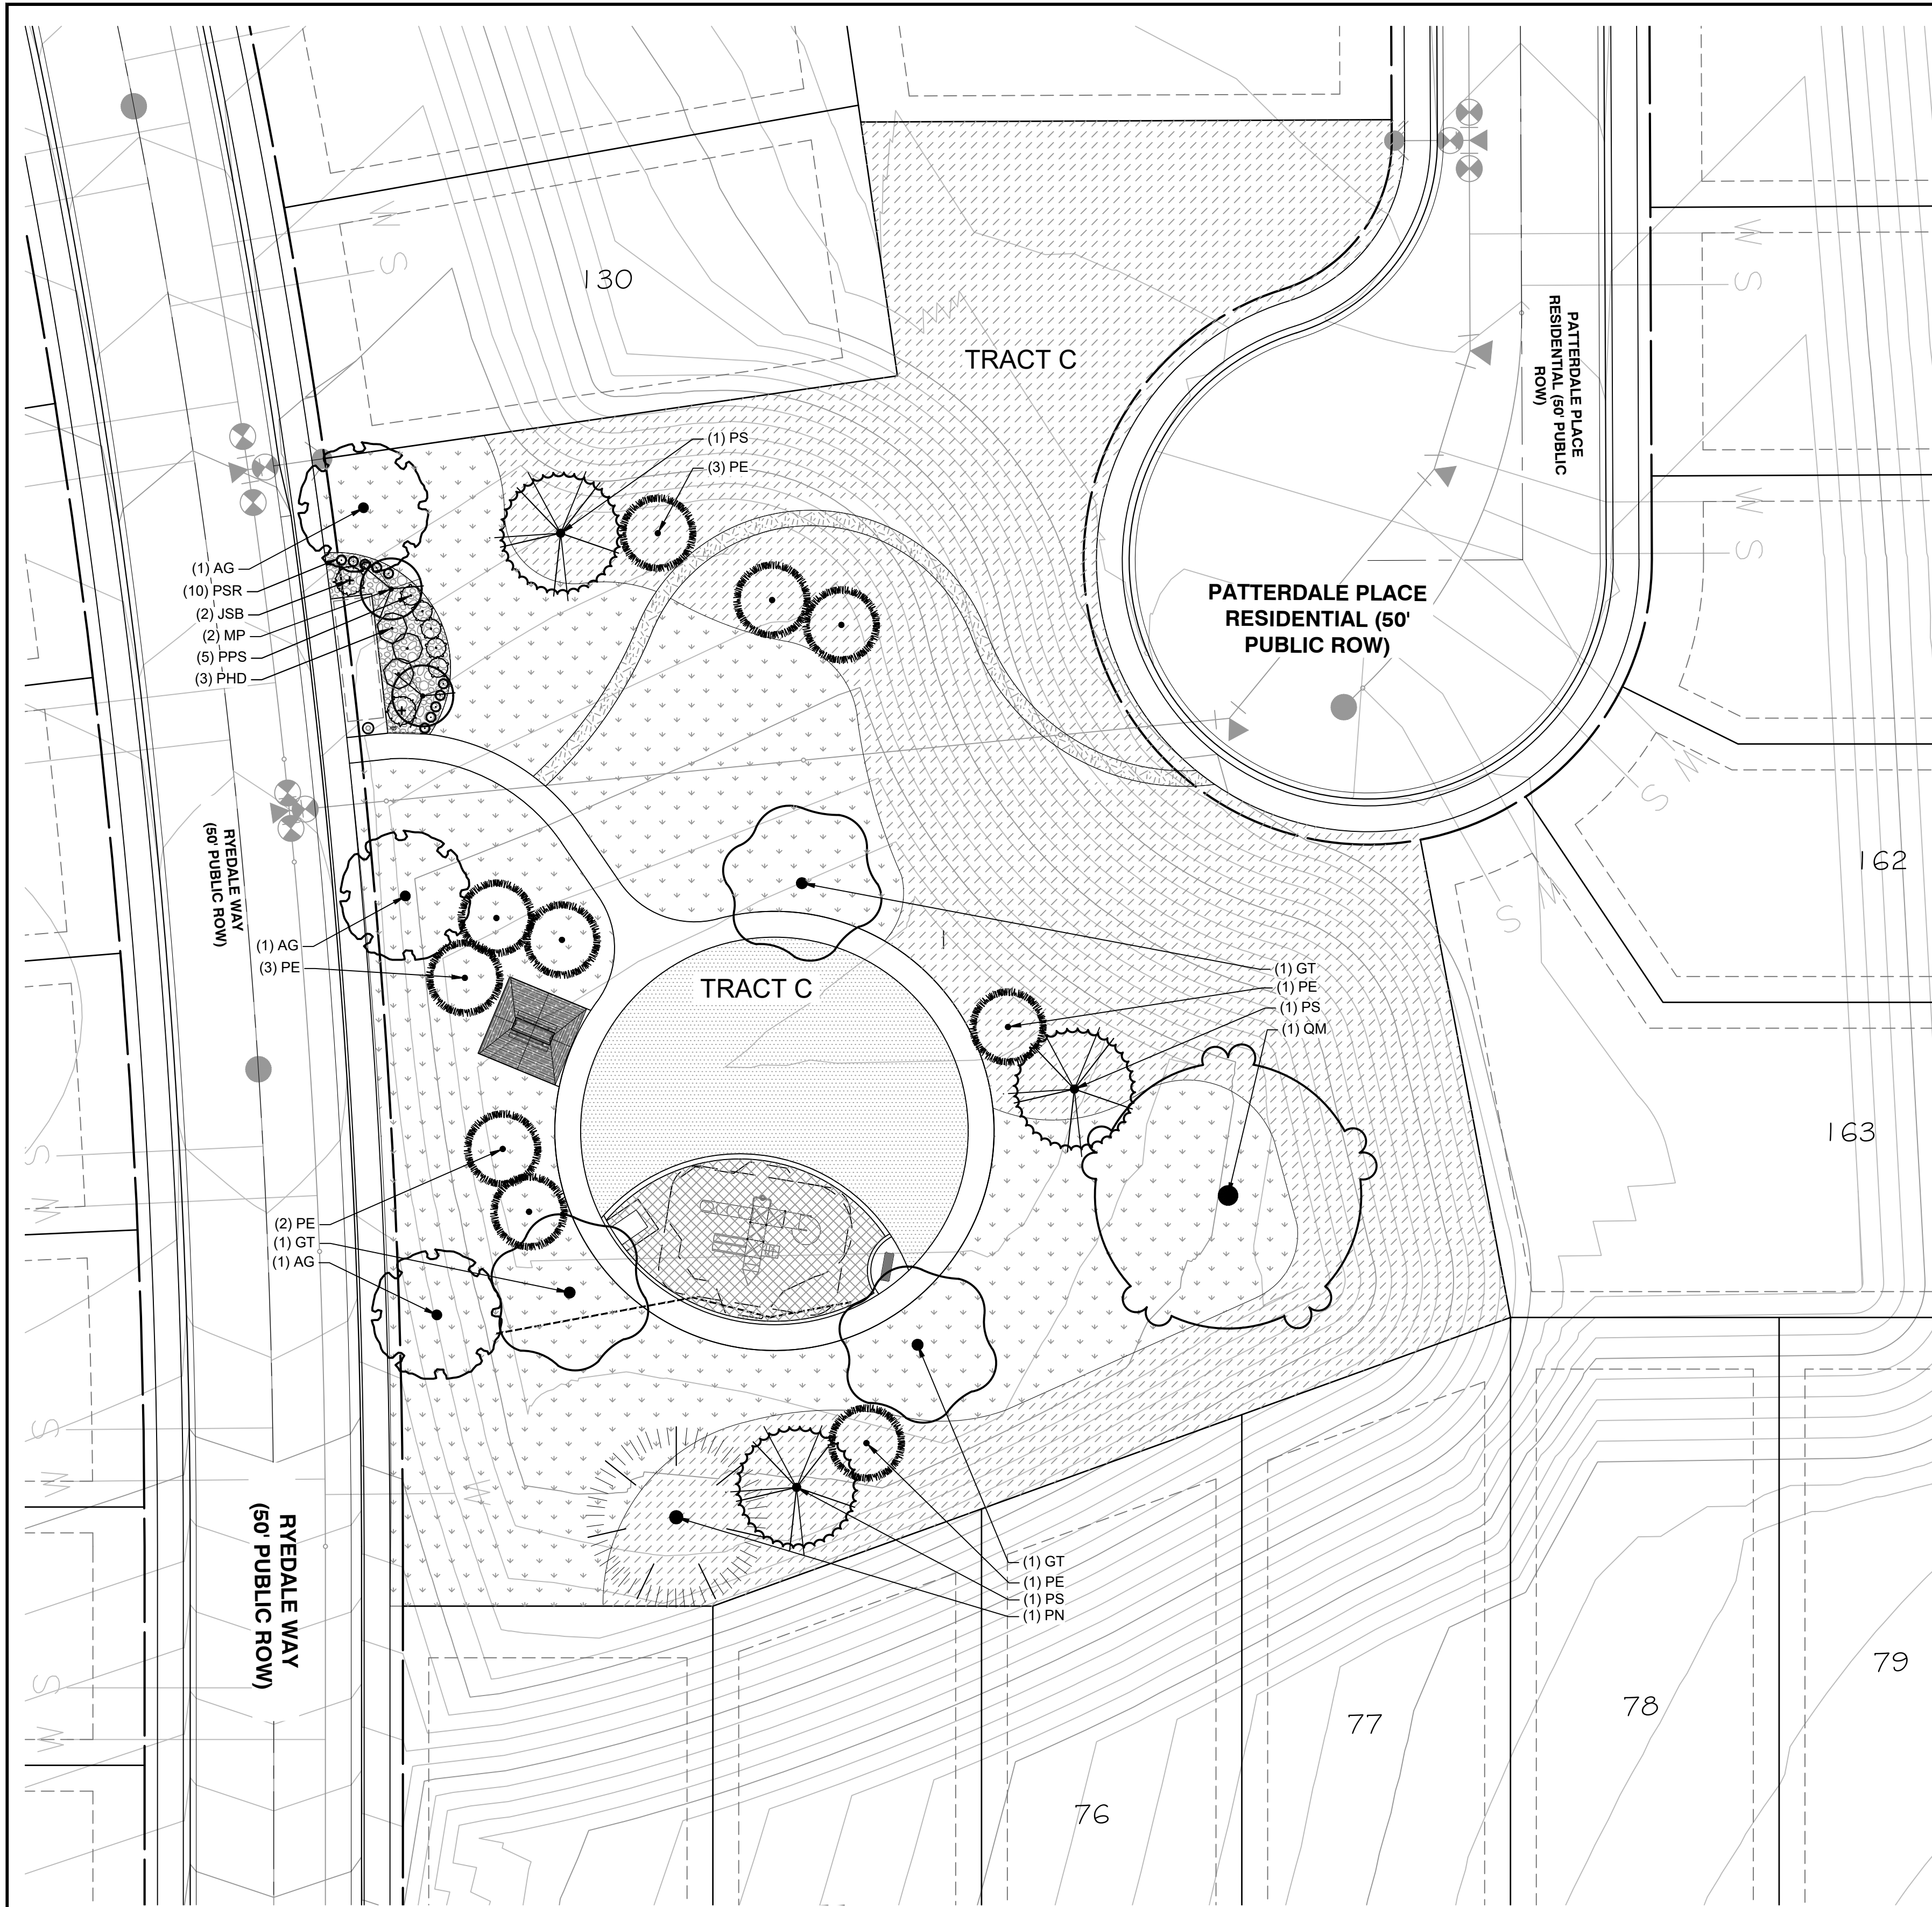 130
TRACT C
PATTERDALE PLACE
RESIDENTIAL (50' PUBLIC
ROW)
(1) PS
(3) PE
(1) AG
(10) PSR
(2) JSB
(2) MP
(5) PPS
(3) PHD
PATTERDALE PLACE
RESIDENTIAL (50'
PUBLIC ROW)
RYEDALE WAY
(50' PUBLIC ROW)
162
(1) AG
(3) PE
TRACT C
(1) GT
(1) PE
(1) PS
(1) QM
163
(2) PE
(1) GT
(1) AG
(1) GT
(1) PE
(1) PS
(1) PN
RYEDALE WAY
(50' PUBLIC ROW)
76
77
78
79
W
S
W
S
W
S
W
S
W
S
S
W
S
W
S
W
S
W
W